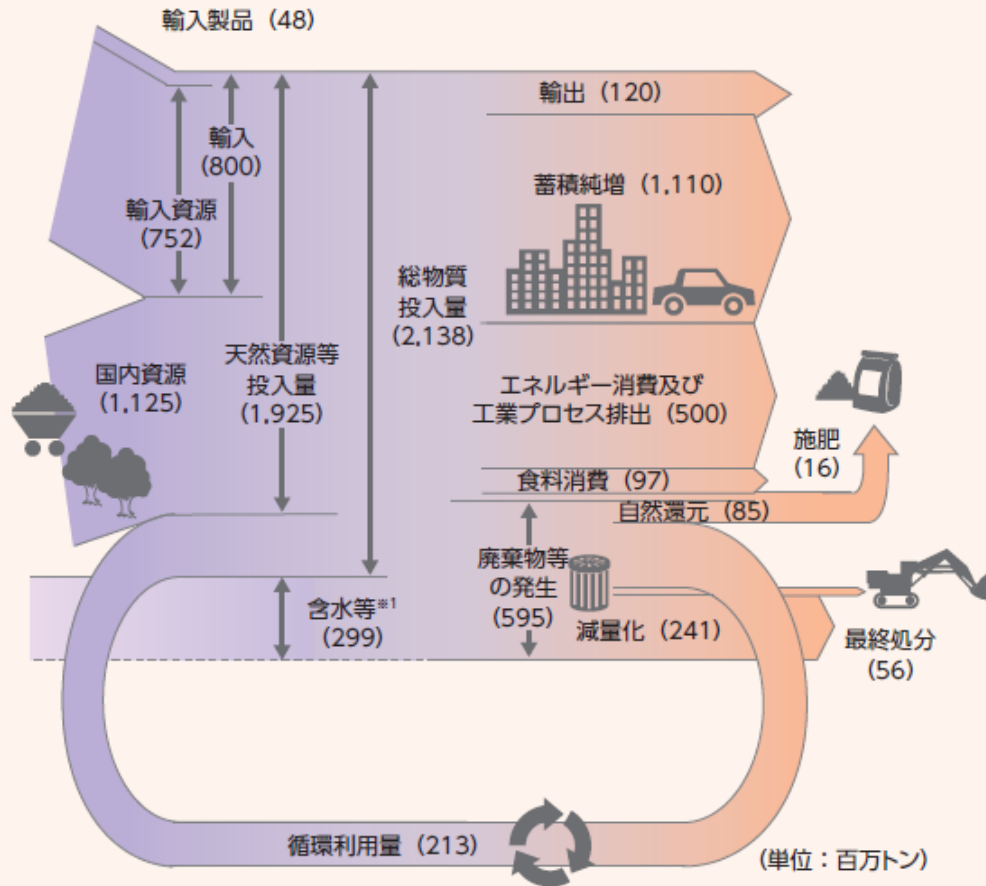 輸入製品（48）
輸出（120）
輸入
（800）
蓄積純増（1,110）
輸入資源
（752）
総物質
投入量
（2,138）
天然資源等
投入量
（1,925）
国内資源
（1,125）
エネルギー消費及び
工業プロセス排出（500）
施肥
（16）
食料消費（97）
自然還元（85）
廃棄物等
の発生
（595）
含水等※1
（299）
減量化（241）
最終処分
（56）
循環利用量（213）
（単位：百万トン）